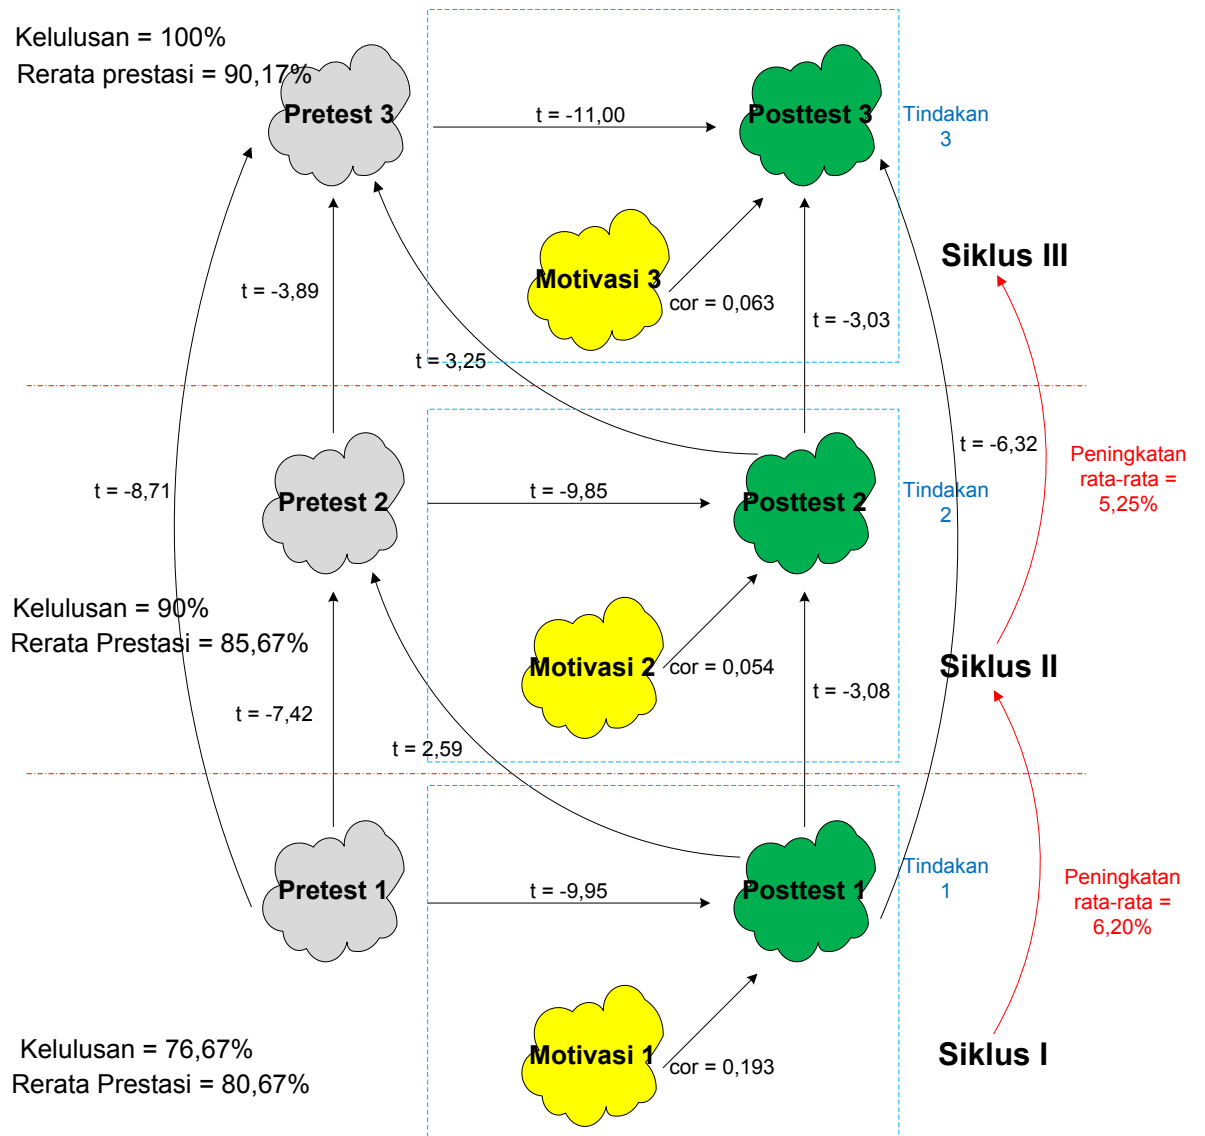 Kelulusan = 100%
Rerata prestasi = 90,17%
Pretest 3
t = -11,00
Posttest 3
Tindakan
3
Motivasi 3
cor = 0,063
Siklus III
t = -3,89
t = -3,03
t = 3,25
t = -8,71
Pretest 2
t = -9,85
Posttest 2
Tindakan
2
t = -6,32
Peningkatan
rata-rata =
5,25%
Kelulusan = 90%
Rerata Prestasi = 85,67%
Motivasi 2
cor = 0,054
Siklus II
t = -7,42
t = -3,08
t = 2,59
Pretest 1
t = -9,95
Posttest 1
Tindakan
1
Peningkatan
rata-rata =
6,20%
Kelulusan = 76,67%
Rerata Prestasi = 80,67%
Motivasi 1
cor = 0,193
Siklus I